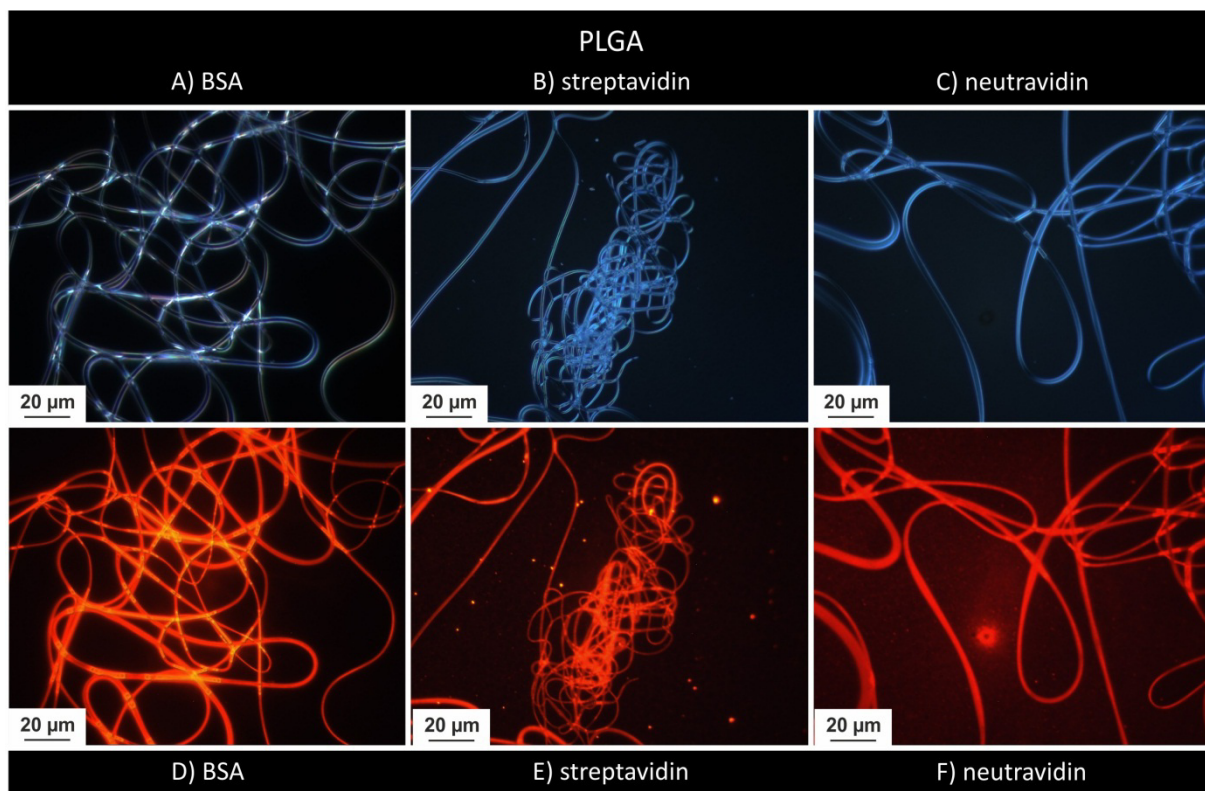 PLGA
A) BSA
B) streptavidin
C) neutravidin
20 µm
20 µm
20 µm
20 µm
20 µm
20 µm
D) BSA
E) streptavidin
F) neutravidin